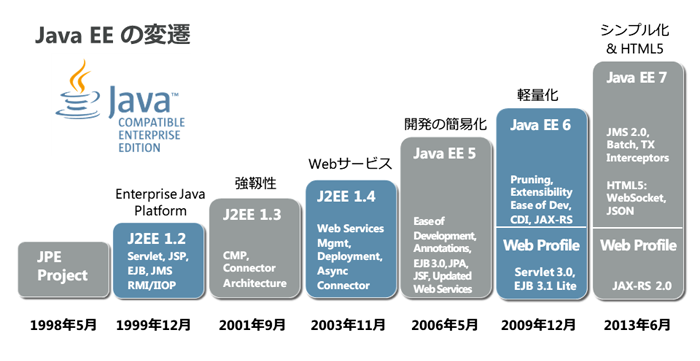 Java EE の変遷
Java™
COMPATIBLE
ENTERPRISE
EDITION
JPE
Project
1998年5月
Enterprise Java
Platform
J2EE 1.2
Servlet, JSP,
EJB, JMS
RMI/IIOP
1999年12月
強靭性
J2EE 1.3
CMP,
Connector
Architecture
2001年9月
Webサービス
J2EE 1.4
Web Services
Mgmt,
Deployment,
Async
Connector
2003年11月
開発の簡易化
Java EE 5
Ease of
Development,
Annotations,
EJB 3.0, JPA,
JSF, Updated
Web Services
2006年5月
軽量化
Java EE 6
Pruning,
Extensibility
Ease of Dev,
CDI, JAX-RS
Web Profile
Servlet 3.0,
EJB 3.1 Lite
2009年12月
シンプル化
& HTML5
Java EE 7
JMS 2.0,
Batch, TX
Interceptors
HTML5:
WebSocket,
JSON
Web Profile
JAX-RS 2.0
2013年6月